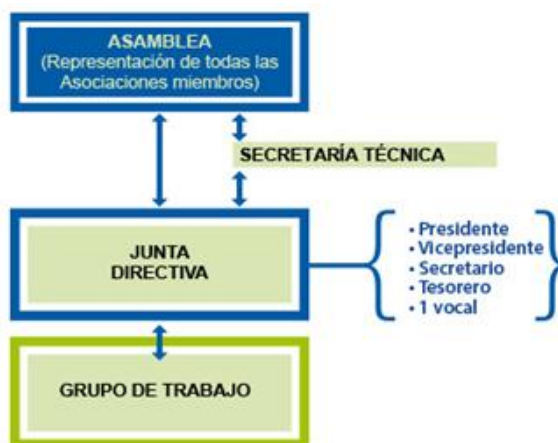 ASAMBLEA
(Representación de todas las
Asociaciones miembros)
SECRETARÍA TÉCNICA
JUNTA
DIRECTIVA
• Presidente
• Vicepresidente
• Secretario
• Tesorero
• 1 vocal
GRUPO DE TRABAJO